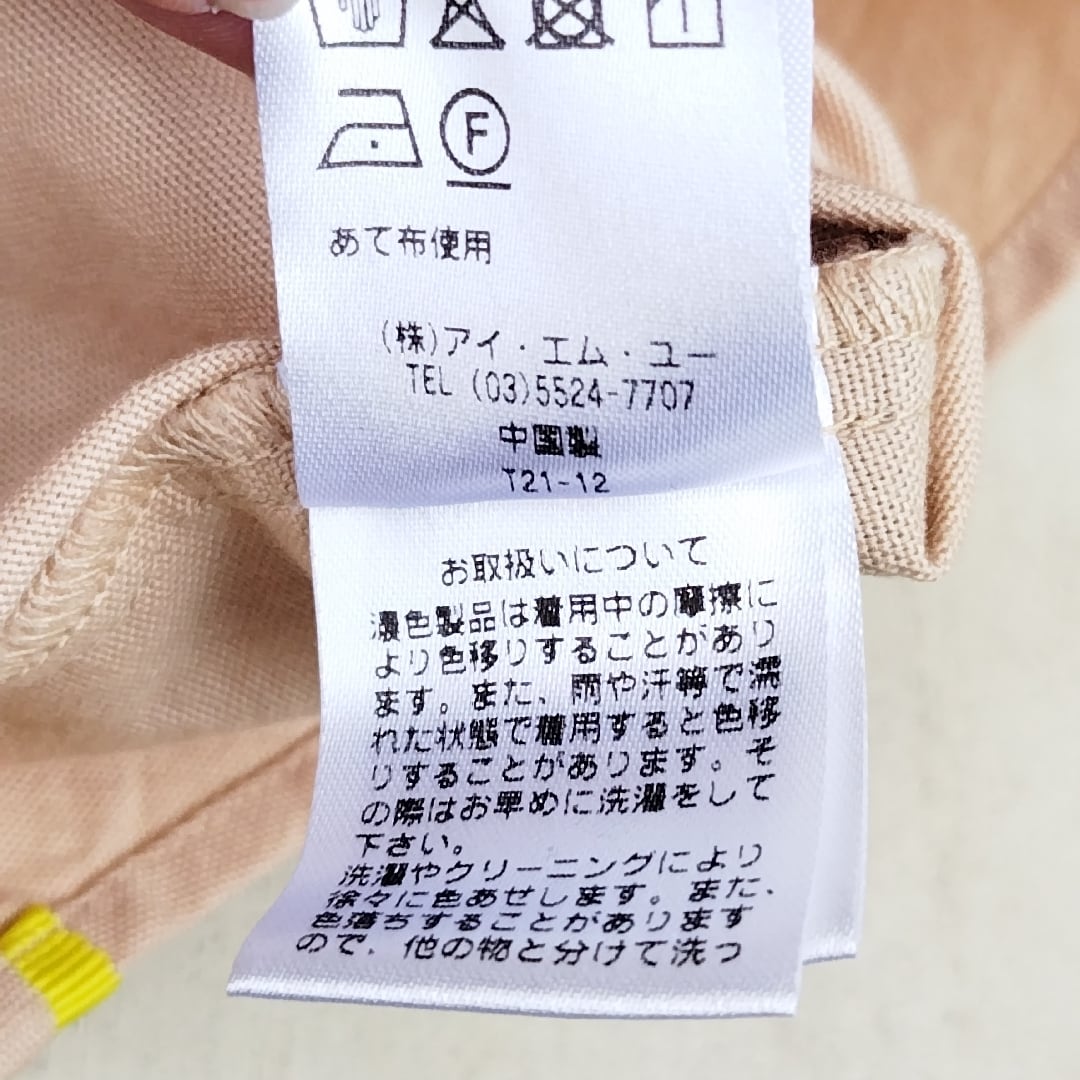 F
あて布使用
(株)アイ・エム・ユー
TEL (03)5524-7707
中国製
T21-12
お取扱いについて
濃色製品は着用中の摩擦に
より色移りすることがあり
ます。また、雨や汗等で濡
れた状態で着用すると色移
りすることがあります。そ
の際はお早めに洗濯をして
下さい。
洗濯やクリーニングにより
徐々に色あせします。また、
色落ちすることがあります
ので、他の物と分けて洗っ